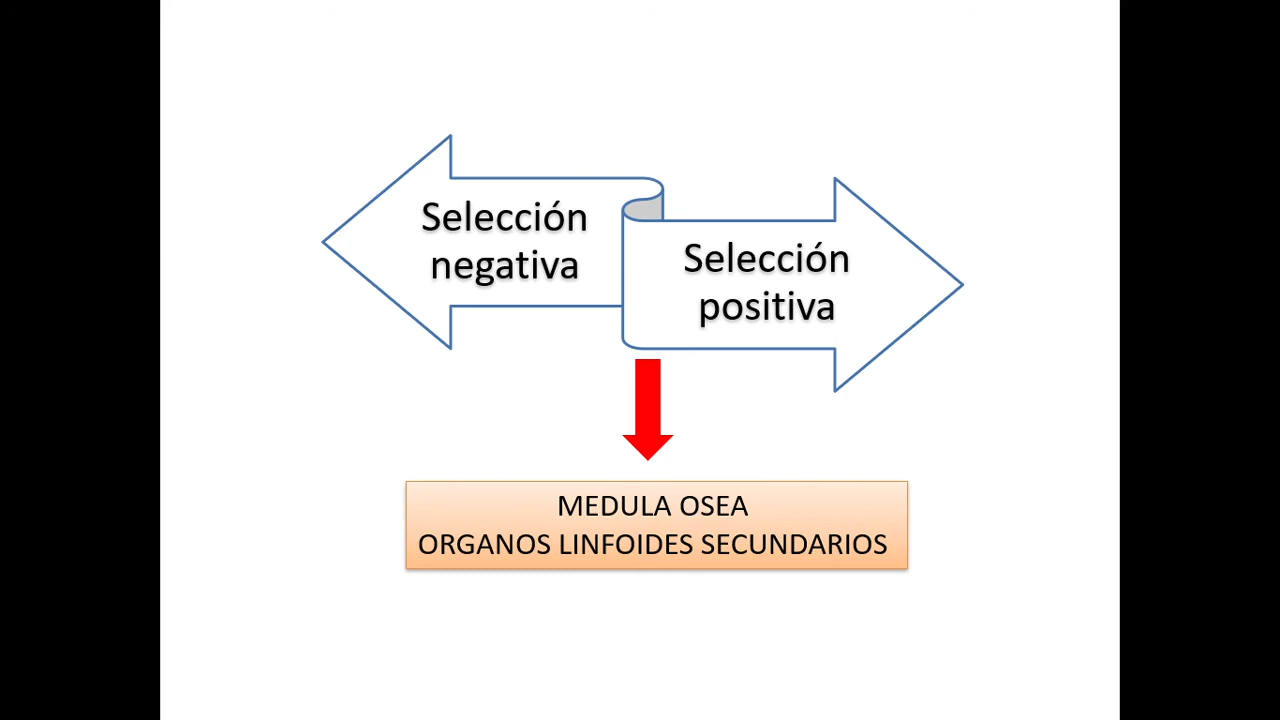 Selección
negativa
Selección
positiva
MEDULA OSEA
ORGANOS LINFOIDES SECUNDARIOS